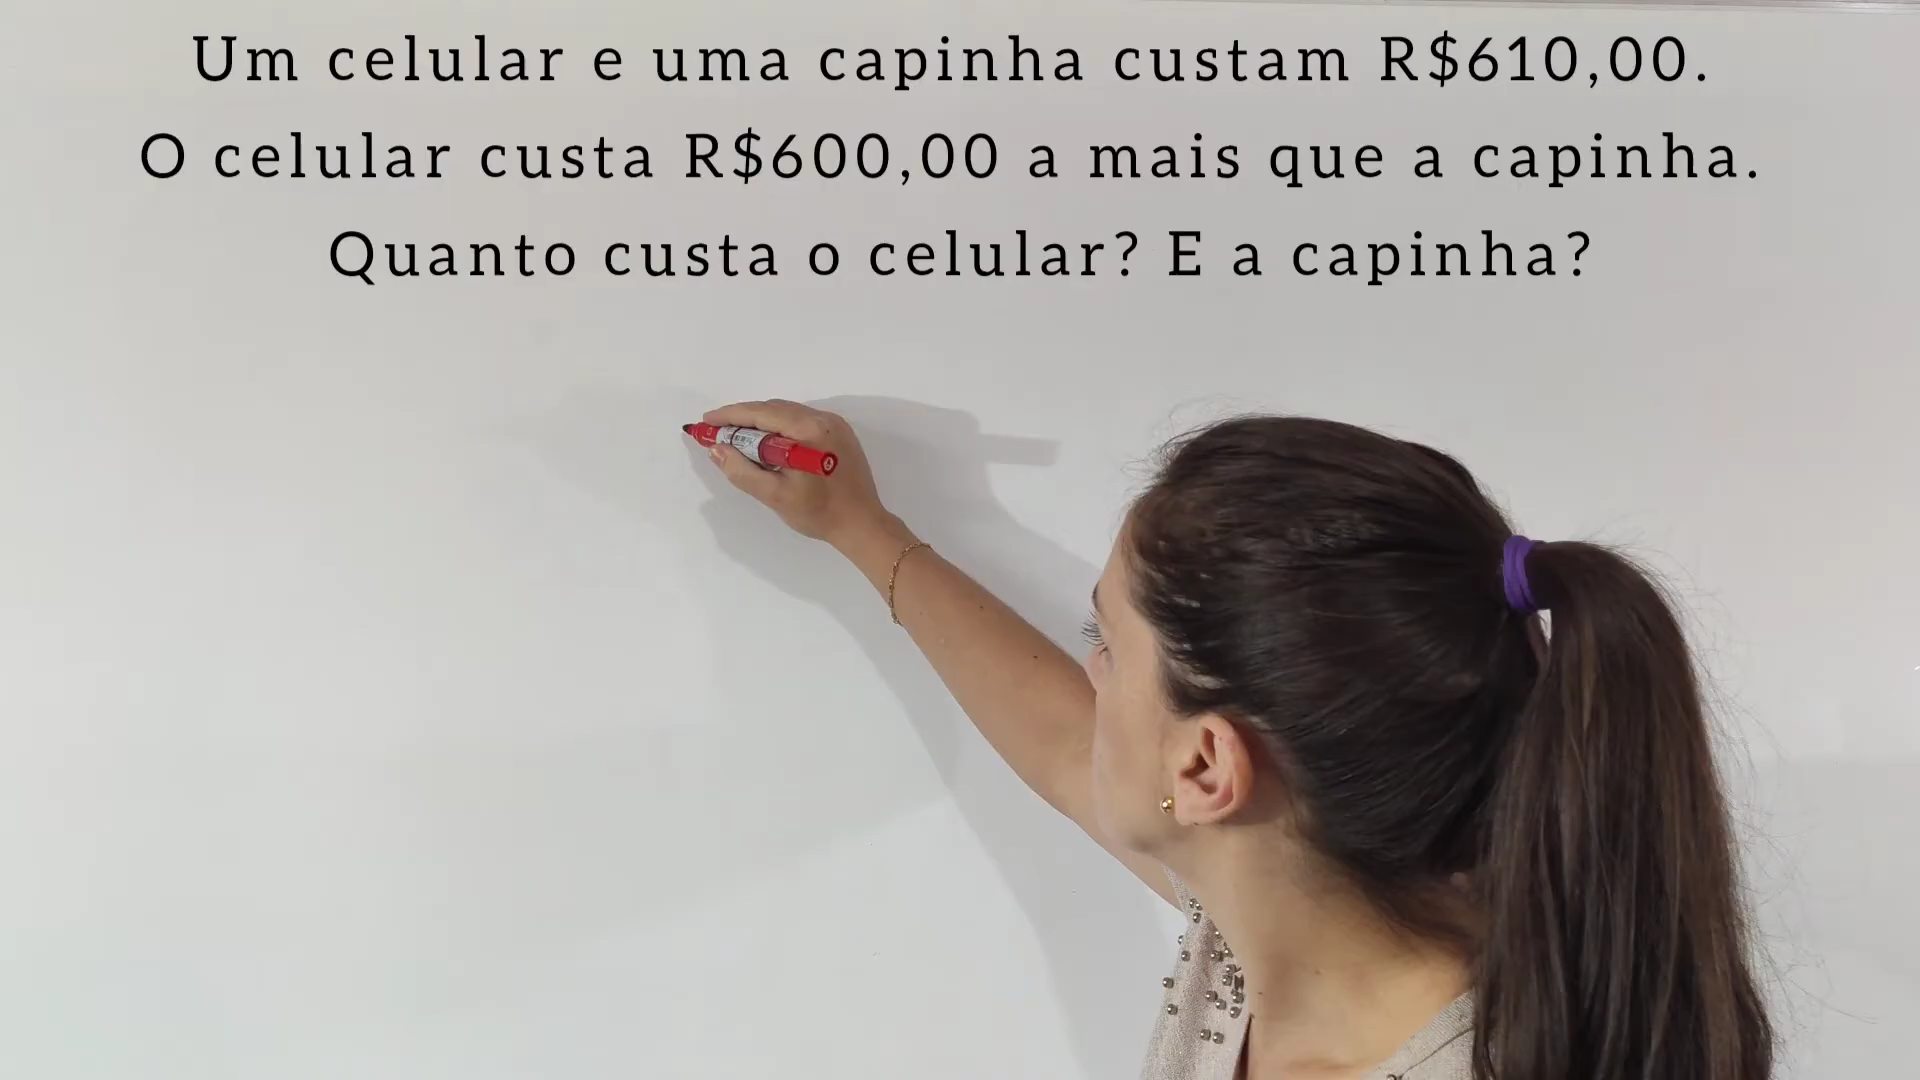 Um celular e uma capinha custam R$610,00.
O celular custa R$600,00 a mais que a capinha.
Quanto custa o celular? E a capinha?